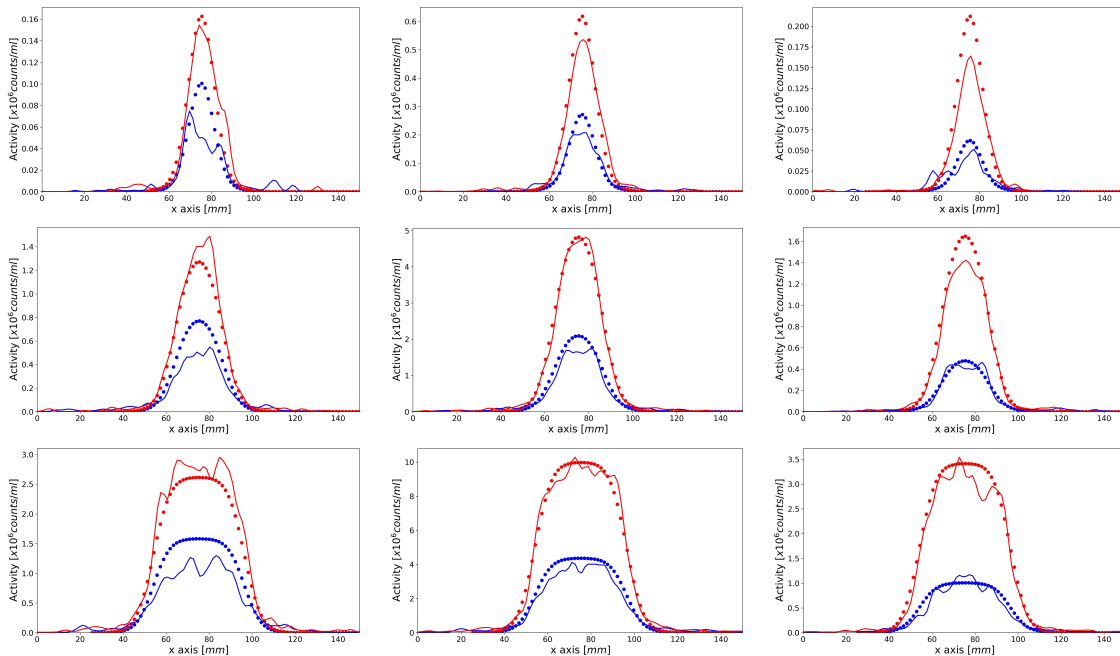 0.16
0.14
0.12
0.10
0.08
0.06
0.04
0.02
0.00
Activity [x10⁶counts/ml]
0 20 40 60 80 100 120 140
x axis [mm]
0.6
0.5
0.4
0.3
0.2
0.1
0.0
Activity [x10⁶counts/ml]
0 20 40 60 80 100 120 140
x axis [mm]
0.200
0.175
0.150
0.125
0.100
0.075
0.050
0.025
0.000
Activity [x10⁶counts/ml]
0 20 40 60 80 100 120 140
x axis [mm]
1.4
1.2
1.0
0.8
0.6
0.4
0.2
0.0
Activity [x10⁶counts/ml]
0 20 40 60 80 100 120 140
x axis [mm]
5
4
3
2
1
0
Activity [x10⁶counts/ml]
0 20 40 60 80 100 120 140
x axis [mm]
1.6
1.4
1.2
1.0
0.8
0.6
0.4
0.2
0.0
Activity [x10⁶counts/ml]
0 20 40 60 80 100 120 140
x axis [mm]
3.0
2.5
2.0
1.5
1.0
0.5
0.0
Activity [x10⁶counts/ml]
0 20 40 60 80 100 120 140
x axis [mm]
10
8
6
4
2
0
Activity [x10⁶counts/ml]
0 20 40 60 80 100 120 140
x axis [mm]
3.5
3.0
2.5
2.0
1.5
1.0
0.5
0.0
Activity [x10⁶counts/ml]
0 20 40 60 80 100 120 140
x axis [mm]